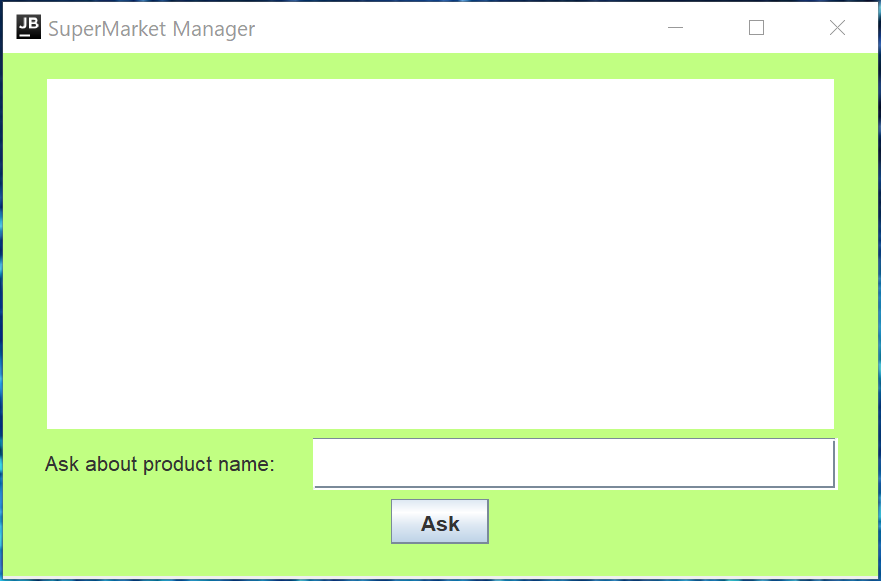 JB SuperMarket Manager
Ask about product name:
Ask